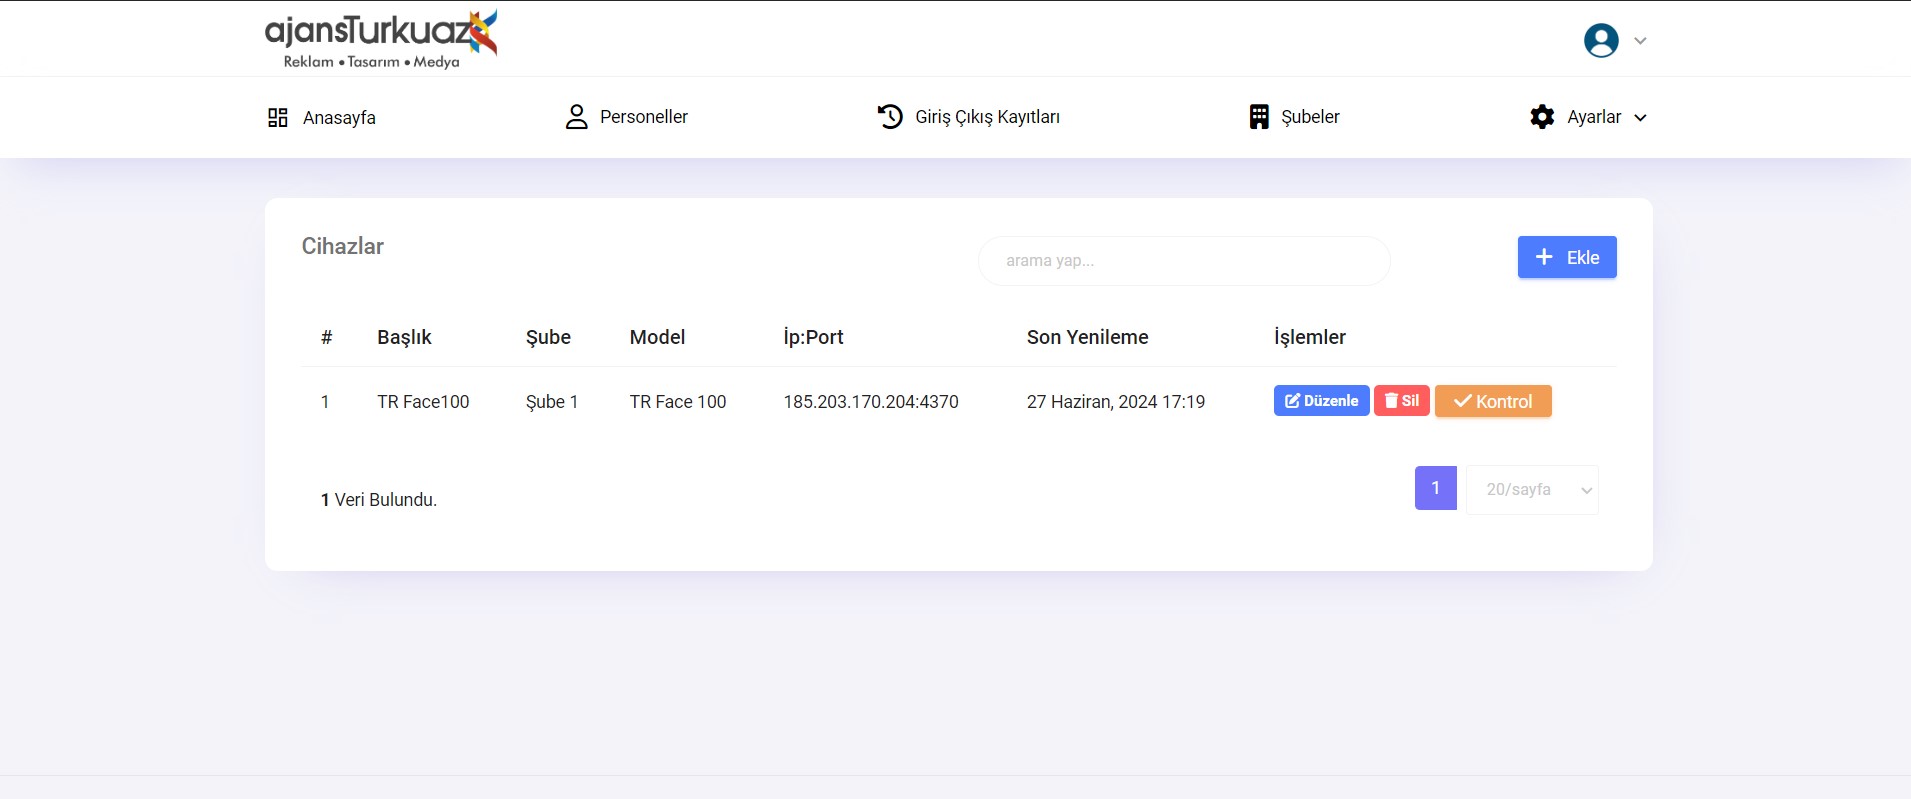 ajansTurkuaz
Reklam • Tasarım • Medya
Anasayfa
Personeller
Giriş Çıkış Kayıtları
Şubeler
Ayarlar
Cihazlar
arama yap...
Ekle
# Başlık Şube Model İp:Port Son Yenileme İşlemler
1 TR Face100 Şube 1 TR Face 100 185.203.170.204:4370 27 Haziran, 2024 17:19 Düzenle Sil Kontrol
1 Veri Bulundu.
1
20/sayfa